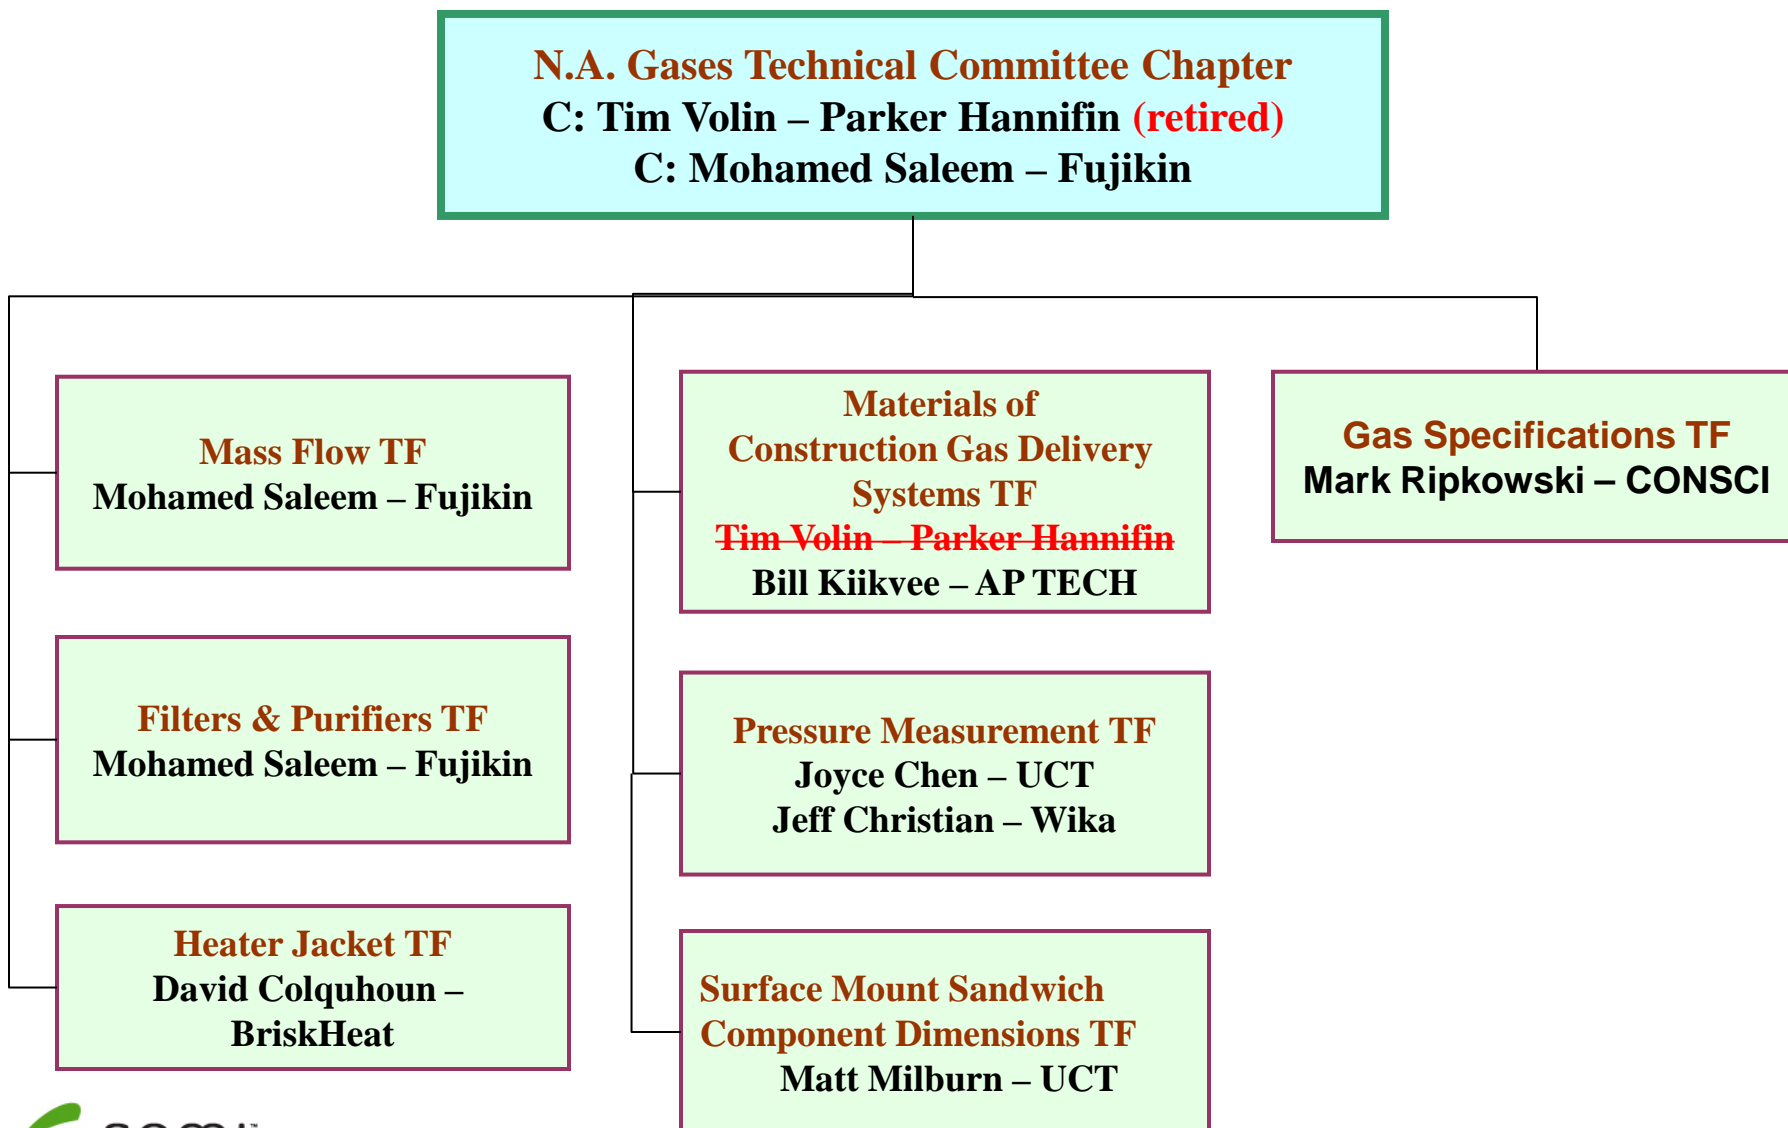 N.A. Gases Technical Committee Chapter
C: Tim Volin – Parker Hannifin (retired)
C: Mohamed Saleem – Fujikin
Mass Flow TF
Mohamed Saleem – Fujikin
Filters & Purifiers TF
Mohamed Saleem – Fujikin
Heater Jacket TF
David Colquhoun –
BriskHeat
Materials of
Construction Gas Delivery
Systems TF
Tim Volin – Parker Hannifin
Bill Kiikvee – AP TECH
Pressure Measurement TF
Joyce Chen – UCT
Jeff Christian – Wika
Surface Mount Sandwich
Component Dimensions TF
Matt Milburn – UCT
Gas Specifications TF
Mark Ripkowski – CONSCI